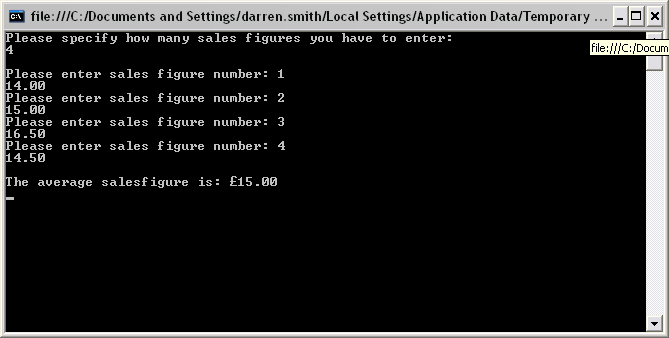 file:///C:/Documents and Settings/darren.smith/Local Settings/Application Data/Temporary ...
Please specify how many sales figures you have to enter:
file:///C:/Docum
4
Please enter sales figure number: 1
14.00
Please enter sales figure number: 2
15.00
Please enter sales figure number: 3
16.50
Please enter sales figure number: 4
14.50
The average salesfigure is: £15.00